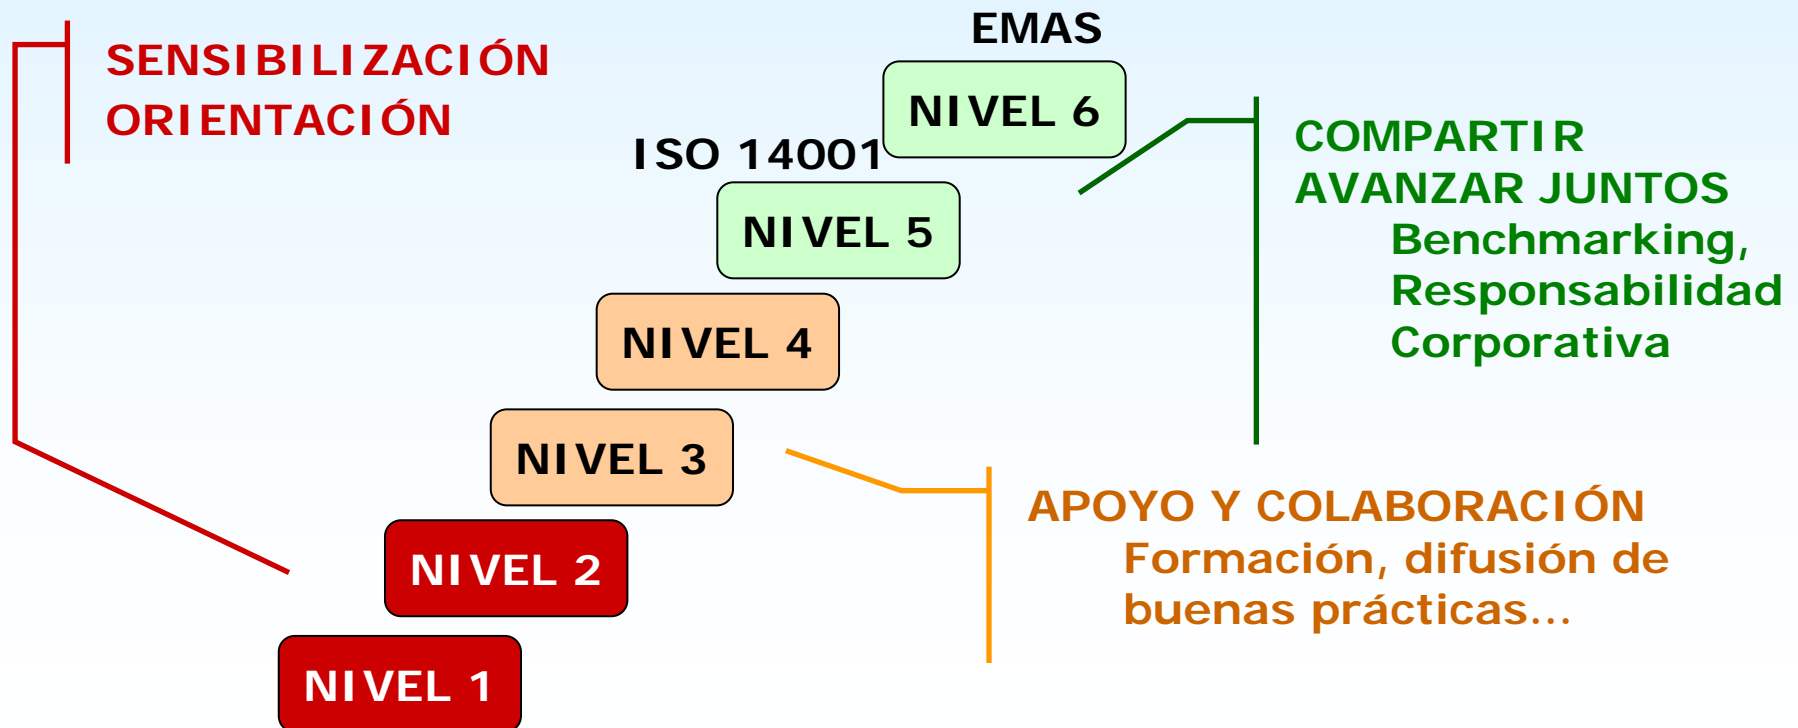 SENSIBILIZACIÓN
ORIENTACIÓN
EMAS
NIVEL 6
ISO 14001
NIVEL 5
NIVEL 4
NIVEL 3
NIVEL 2
NIVEL 1
COMPARTIR
AVANZAR JUNTOS
Benchmarking,
Responsabilidad
Corporativa
APOYO Y COLABORACIÓN
Formación, difusión de
buenas prácticas...